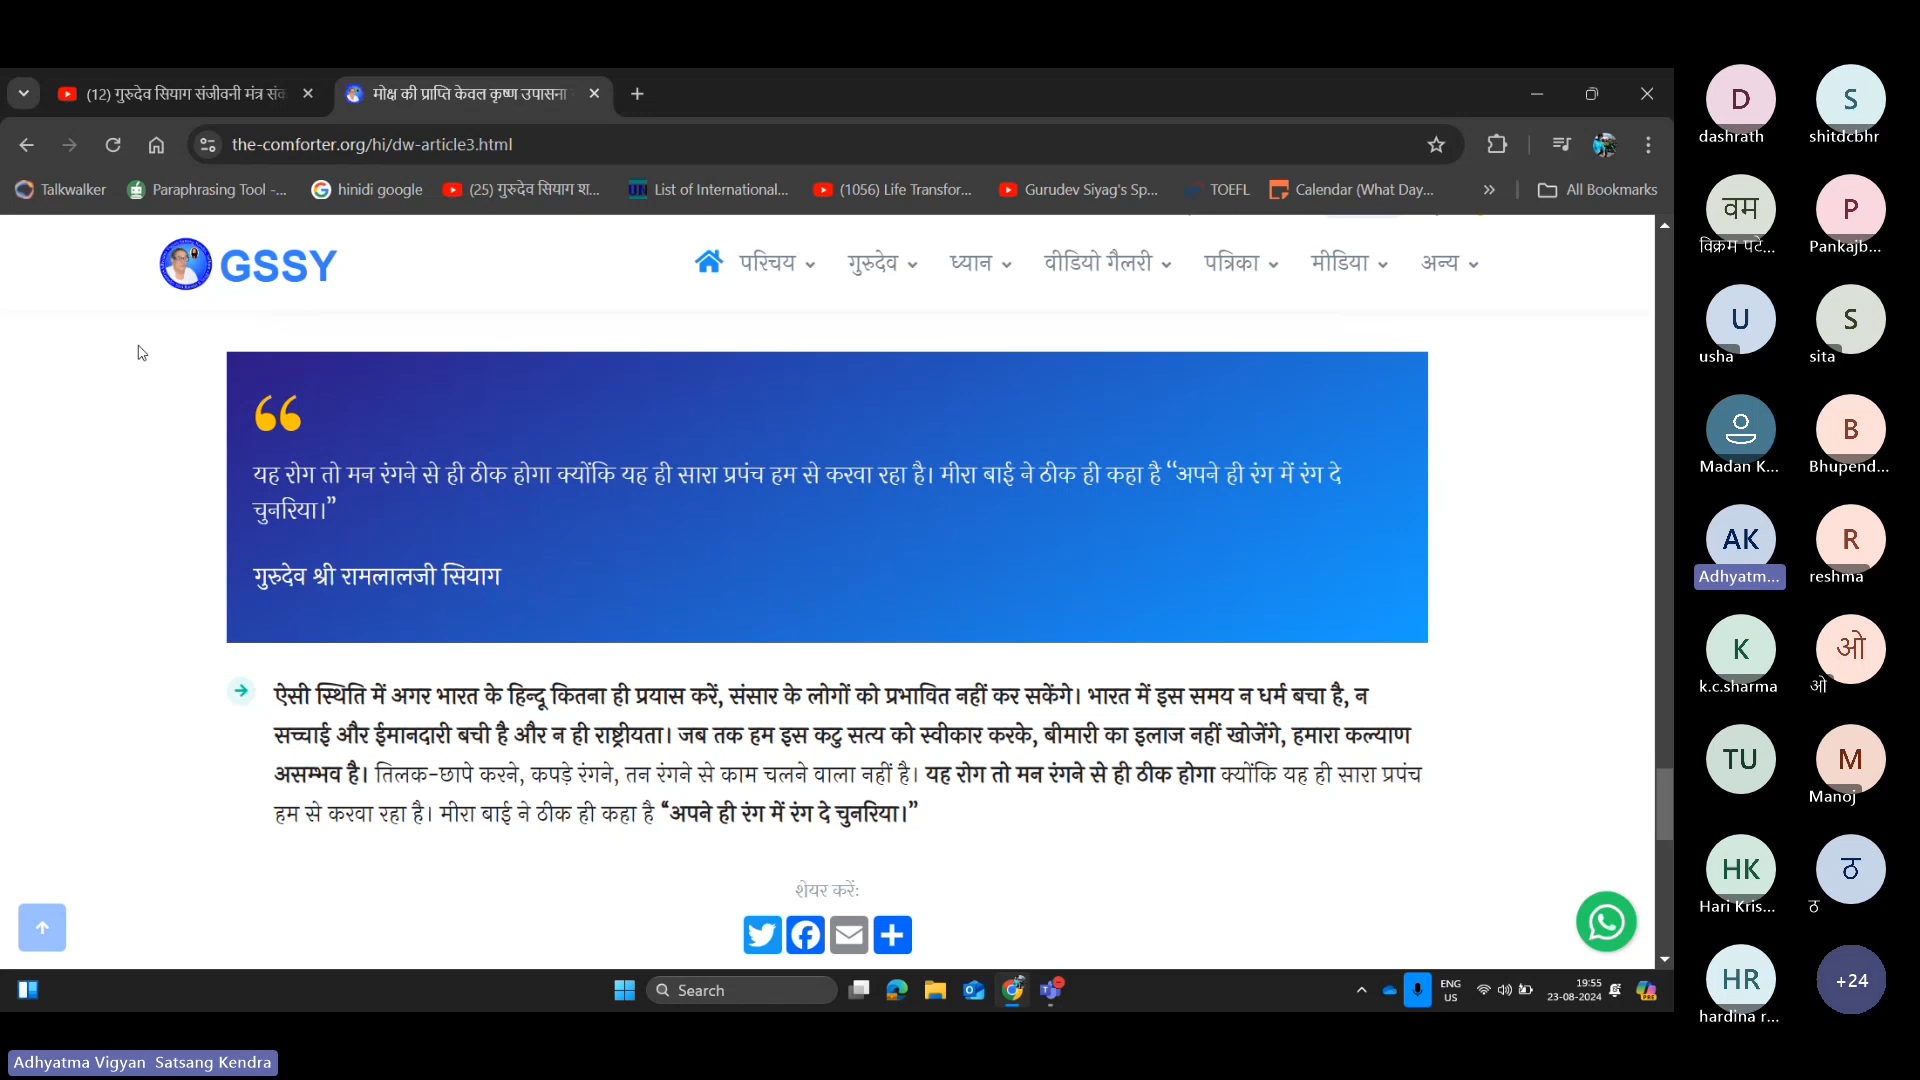 (12) गुरुदेव सियाग संजीवनी मंत्र संक
मोक्ष की प्राप्ति केवल कृष्ण उपासना
the-comforter.org/hi/dw-article3.html
Talkwalker
Paraphrasing Tool -...
hinidi google
(25) गुरुदेव सियाग श...
UN List of International...
(1056) Life Transfor...
Gurudev Siyag's Sp...
TOEFL
Calendar (What Day...
All Bookmarks
GSSY
परिचय
गुरुदेव
ध्यान
वीडियो गैलरी
पत्रिका
मीडिया
अन्य
“
यह रोग तो मन रंगने से ही ठीक होगा क्योंकि यह ही सारा प्रपंच हम से करवा रहा है। मीरा बाई ने ठीक ही कहा है “अपने ही रंग में रंग दे
चुनरिया।”
गुरुदेव श्री रामलालजी सियाग
ऐसी स्थिति में अगर भारत के हिन्दू कितना ही प्रयास करें, संसार के लोगों को प्रभावित नहीं कर सकेंगे। भारत में इस समय न धर्म बचा है, न
सच्चाई और ईमानदारी बची है और न ही राष्ट्रीयता। जब तक हम इस कटु सत्य को स्वीकार करके, बीमारी का इलाज नहीं खोजेंगे, हमारा कल्याण
असम्भव है। तिलक-छापे करने, कपड़े रंगने, तन रंगने से काम चलने वाला नहीं है। यह रोग तो मन रंगने से ही ठीक होगा क्योंकि यह ही सारा प्रपंच
हम से करवा रहा है। मीरा बाई ने ठीक ही कहा है “अपने ही रंग में रंग दे चुनरिया।”
शेयर करें:
Search
ENG
US
19:55
23-08-2024
Adhyatma Vigyan Satsang Kendra
D
dashrath
S
shitdcbhr
वम
विक्रम पटे...
P
Pankajb...
U
usha
S
sita
Madan K...
B
Bhupend...
AK
Adhyatm...
R
reshma
K
k.c.sharma
ओ
ओ
TU
M
Manoj
HK
Hari Kris...
ठ
ठ
HR
hardina r...
+24